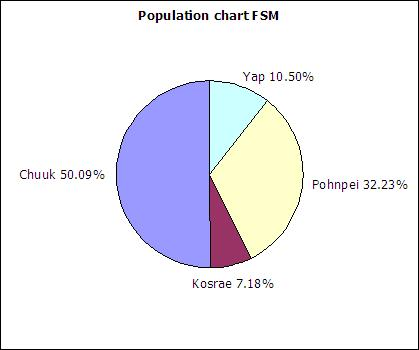 Population chart FSM
Yap 10.50%
Chuuk 50.09%
Pohnpei 32.23%
Kosrae 7.18%